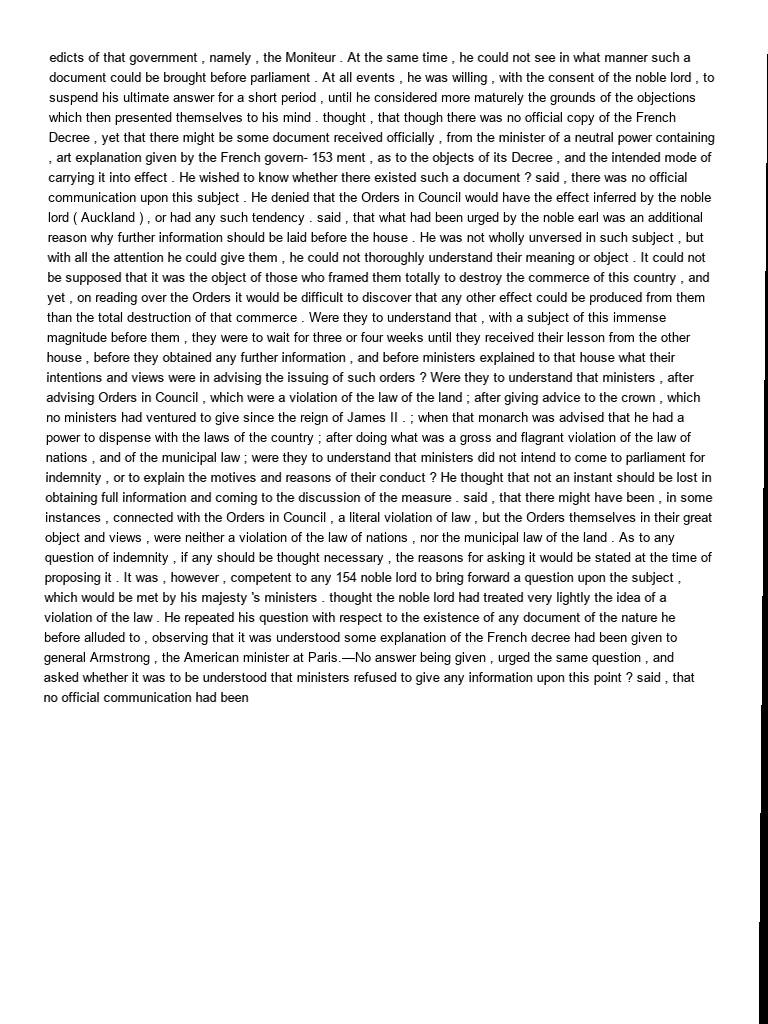 edicts of that government , namely , the Moniteur . At the same time , he could not see in what manner such a
document could be brought before parliament . At all events , he was willing , with the consent of the noble lord , to
suspend his ultimate answer for a short period , until he considered more maturely the grounds of the objections
which then presented themselves to his mind . thought , that though there was no official copy of the French
Decree , yet that there might be some document received officially , from the minister of a neutral power containing
, art explanation given by the French govern- 153 ment , as to the objects of its Decree , and the intended mode of
carrying it into effect . He wished to know whether there existed such a document ? said , there was no official
communication upon this subject . He denied that the Orders in Council would have the effect inferred by the noble
lord ( Auckland ) , or had any such tendency . said , that what had been urged by the noble earl was an additional
reason why further information should be laid before the house . He was not wholly unversed in such subject , but
with all the attention he could give them , he could not thoroughly understand their meaning or object . It could not
be supposed that it was the object of those who framed them totally to destroy the commerce of this country , and
yet , on reading over the Orders it would be difficult to discover that any other effect could be produced from them
than the total destruction of that commerce . Were they to understand that , with a subject of this immense
magnitude before them , they were to wait for three or four weeks until they received their lesson from the other
house , before they obtained any further information , and before ministers explained to that house what their
intentions and views were in advising the issuing of such orders ? Were they to understand that ministers , after
advising Orders in Council , which were a violation of the law of the land ; after giving advice to the crown , which
no ministers had ventured to give since the reign of James II . ; when that monarch was advised that he had a
power to dispense with the laws of the country ; after doing what was a gross and flagrant violation of the law of
nations , and of the municipal law ; were they to understand that ministers did not intend to come to parliament for
indemnity , or to explain the motives and reasons of their conduct ? He thought that not an instant should be lost in
obtaining full information and coming to the discussion of the measure . said , that there might have been , in some
instances , connected with the Orders in Council , a literal violation of law , but the Orders themselves in their great
object and views , were neither a violation of the law of nations , nor the municipal law of the land . As to any
question of indemnity , if any should be thought necessary , the reasons for asking it would be stated at the time of
proposing it . It was , however , competent to any 154 noble lord to bring forward a question upon the subject ,
which would be met by his majesty 's ministers . thought the noble lord had treated very lightly the idea of a
violation of the law . He repeated his question with respect to the existence of any document of the nature he
before alluded to , observing that it was understood some explanation of the French decree had been given to
general Armstrong , the American minister at Paris.—No answer being given , urged the same question , and
asked whether it was to be understood that ministers refused to give any information upon this point ? said , that
no official communication had been